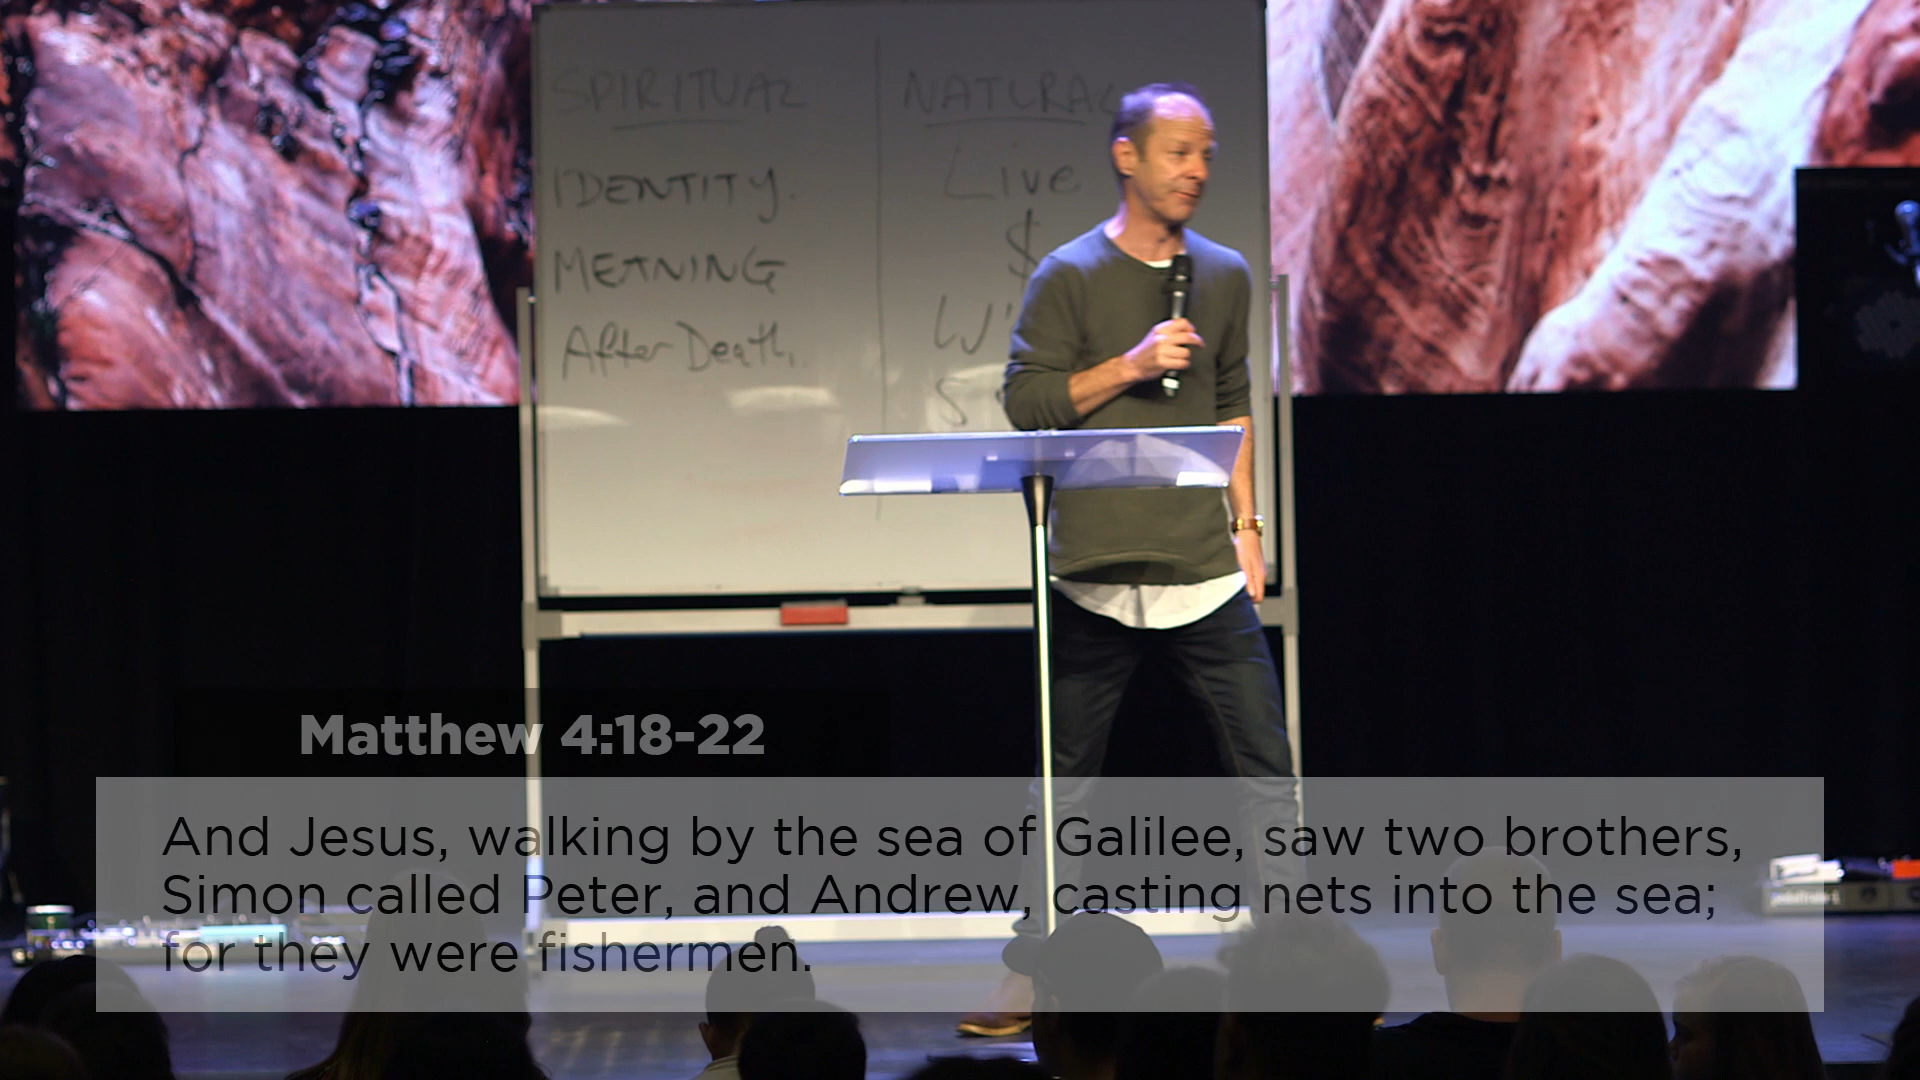 SPIRITUAL
IDENTITY.
MEANING
After Death.
NATURAL
Live
$
Matthew 4:18-22
And Jesus, walking by the sea of Galilee, saw two brothers,
Simon called Peter, and Andrew, casting nets into the sea;
for they were fishermen.